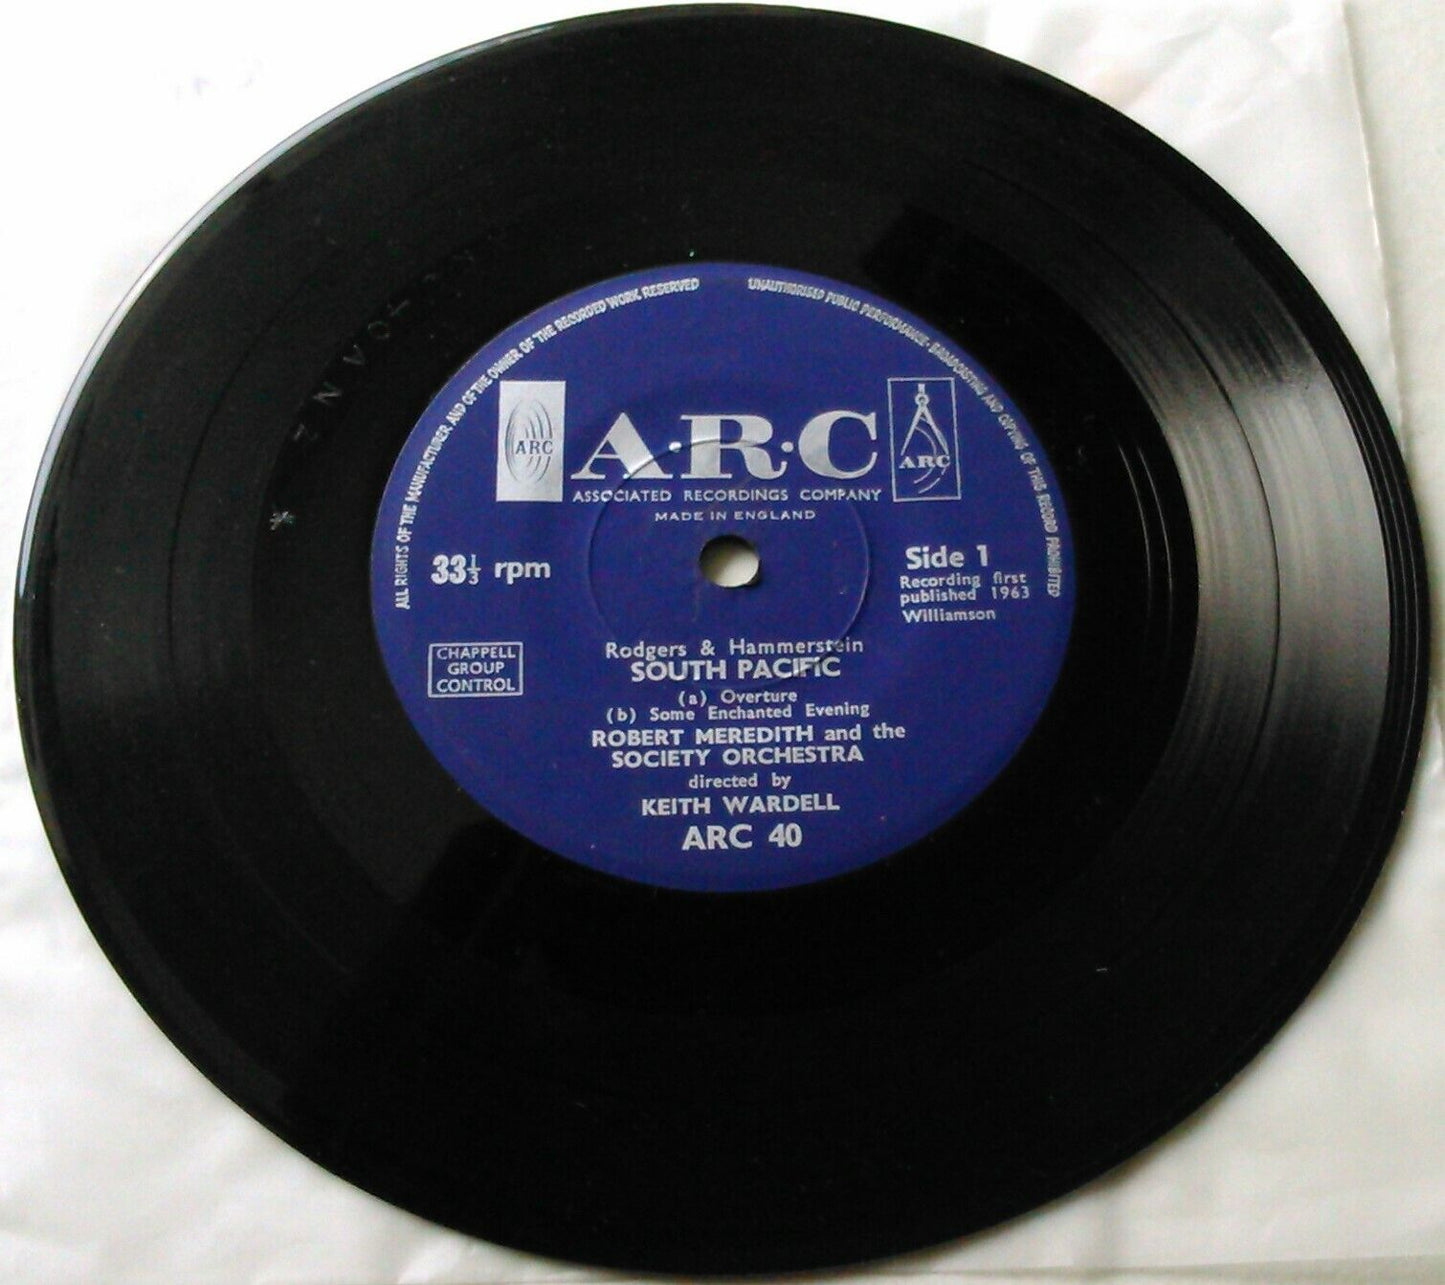 ALL RIGHTS OF THE MANUFACTURER AND OF THE OWNER OF THE RECORDED WORK RESERVED
UNAUTHORISED PUBLIC PERFORMANCE · BROADCASTING AND COPYING OF THIS RECORD PROHIBITED
ARC
A·R·C
ARC
ASSOCIATED RECORDINGS COMPANY
MADE IN ENGLAND
33⅓ rpm
Side 1
Recording first
published 1963
Williamson
CHAPPELL
GROUP
CONTROL
Rodgers & Hammerstein
SOUTH PACIFIC
(a) Overture
(b) Some Enchanted Evening
ROBERT MEREDITH and the
SOCIETY ORCHESTRA
directed by
KEITH WARDELL
ARC 40